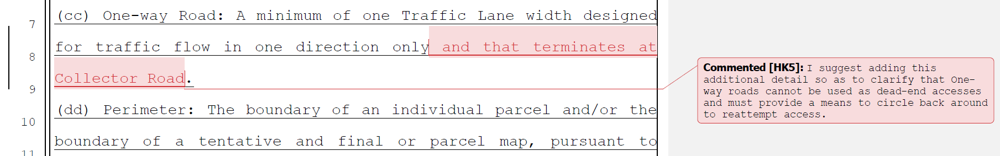 7 (cc) One-way Road: A minimum of one Traffic Lane width designed
8 for traffic flow in one direction only and that terminates at
9 Collector Road.
10 (dd) Perimeter: The boundary of an individual parcel and/or the
11 boundary of a tentative and final or parcel map, pursuant to
Commented [HK5]: I suggest adding this
additional detail so as to clarify that One-
way roads cannot be used as dead-end accesses
and must provide a means to circle back around
to reattempt access.